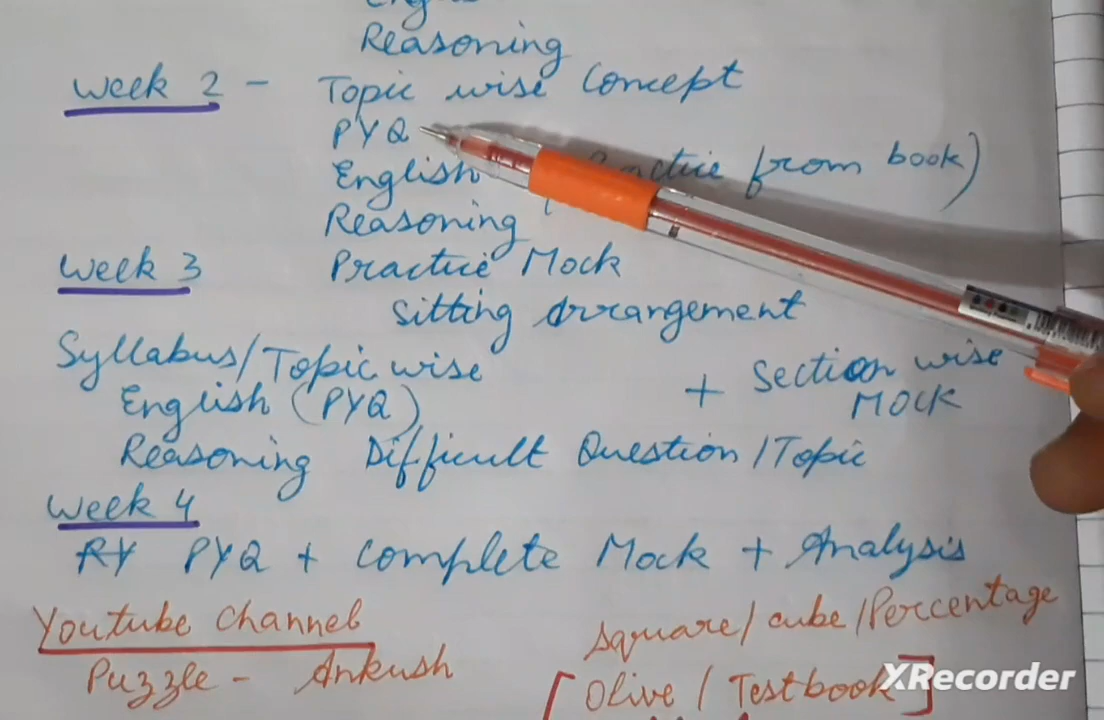 Reasoning
Week 2 - Topic wise Concept
PYQ
English
from book)
Reasoning (
Week 3 Practice Mock
Sitting Arrangement
Syllabus/Topic wise
+ Section wise
English (PYQ) MOCK
Reasoning Difficult Question/Topic
Week 4
PYQ + Complete Mock + Analysis
Youtube Channel
Square/cube/Percentage
Puzzle - Ankush
[Olive / Testbook]
XRecorder